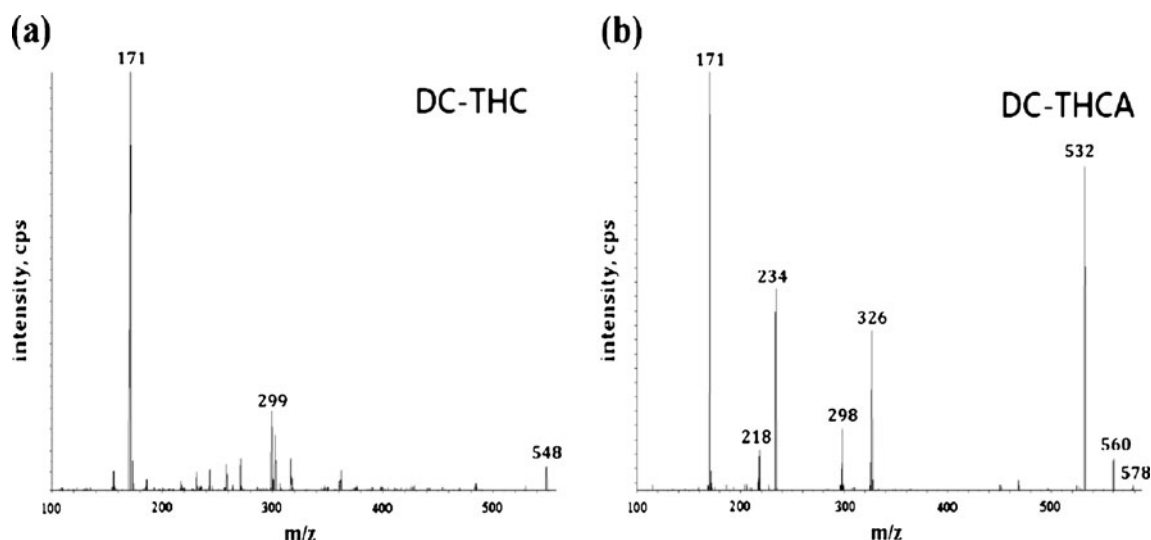 (a)
171
DC-THC
299
548
intensity, cps
100 200 300 400 500
m/z
(b)
171
DC-THCA
532
234
326
298
218
560
578
intensity, cps
100 200 300 400 500
m/z